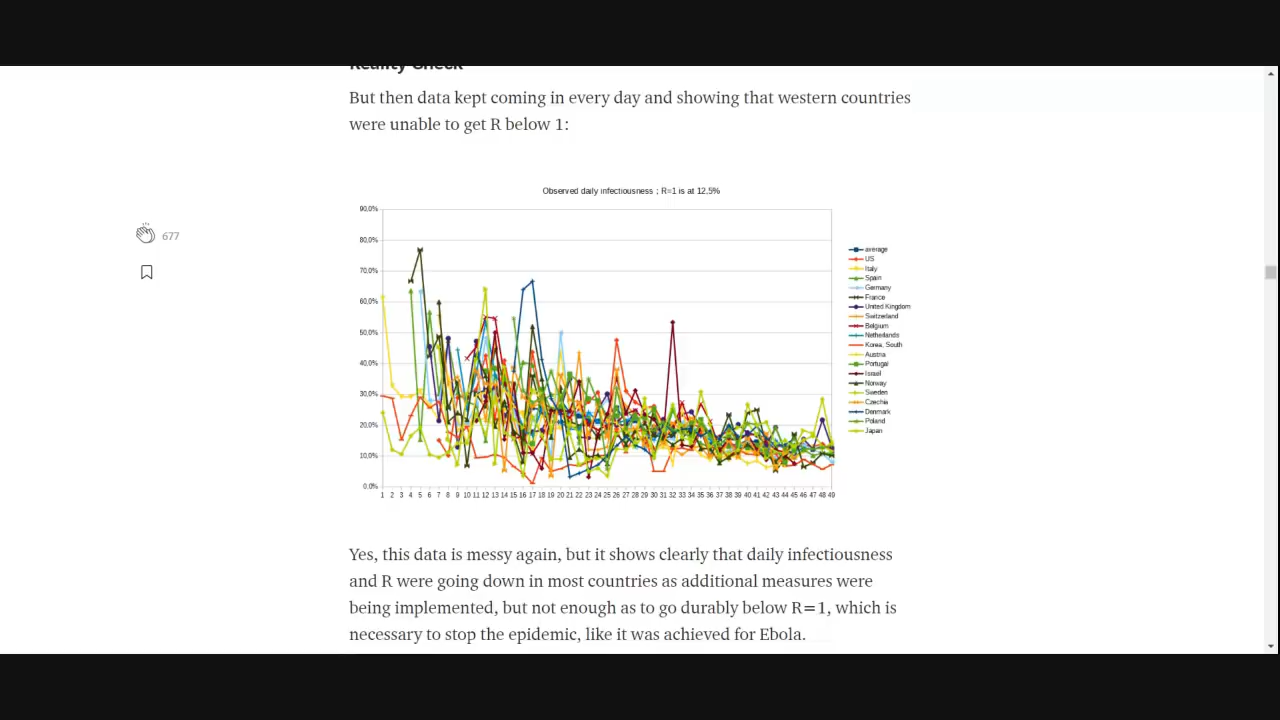 Reality Check
But then data kept coming in every day and showing that western countries
were unable to get R below 1:
677
Observed daily infectiousness ; R=1 is at 12,5%
90,0%
80,0%
70,0%
60,0%
50,0%
40,0%
30,0%
20,0%
10,0%
0,0%
1 2 3 4 5 6 7 8 9 10 11 12 13 14 15 16 17 18 19 20 21 22 23 24 25 26 27 28 29 30 31 32 33 34 35 36 37 38 39 40 41 42 43 44 45 46 47 48 49
average
US
Italy
Spain
Germany
France
United Kingdom
Switzerland
Belgium
Netherlands
Korea, South
Austria
Portugal
Israel
Norway
Sweden
Czechia
Denmark
Poland
Japan
Yes, this data is messy again, but it shows clearly that daily infectiousness
and R were going down in most countries as additional measures were
being implemented, but not enough as to go durably below R=1, which is
necessary to stop the epidemic, like it was achieved for Ebola.